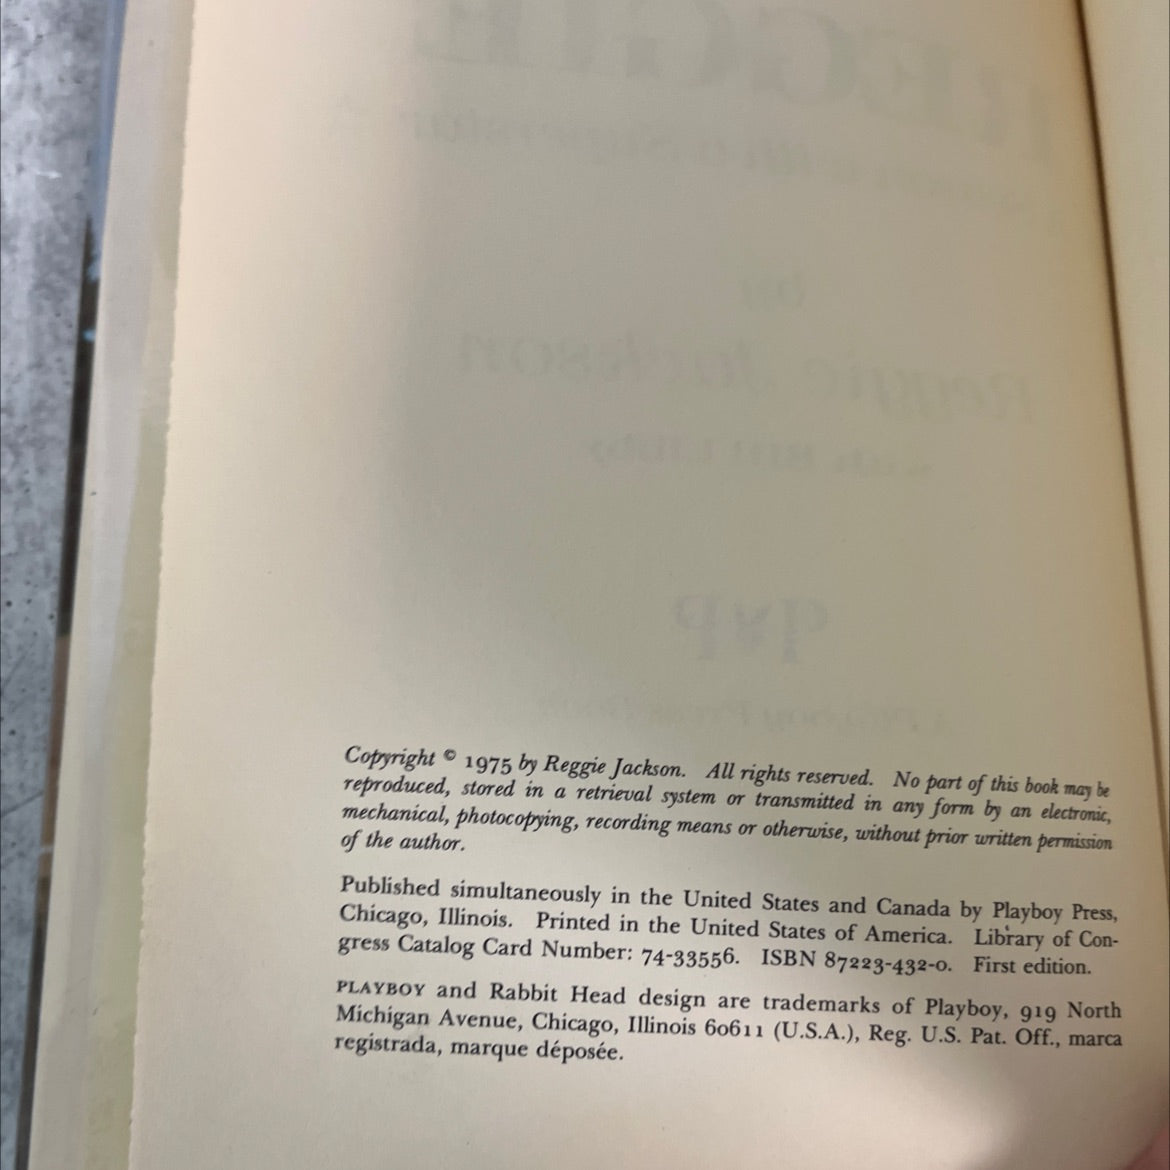 Copyright © 1975 by Reggie Jackson. All rights reserved. No part of this book may be
reproduced, stored in a retrieval system or transmitted in any form by an electronic,
mechanical, photocopying, recording means or otherwise, without prior written permission
of the author.
Published simultaneously in the United States and Canada by Playboy Press,
Chicago, Illinois. Printed in the United States of America. Library of Con-
gress Catalog Card Number: 74-33556. ISBN 87223-432-0. First edition.
PLAYBOY and Rabbit Head design are trademarks of Playboy, 919 North
Michigan Avenue, Chicago, Illinois 60611 (U.S.A.), Reg. U.S. Pat. Off., marca
registrada, marque déposée.